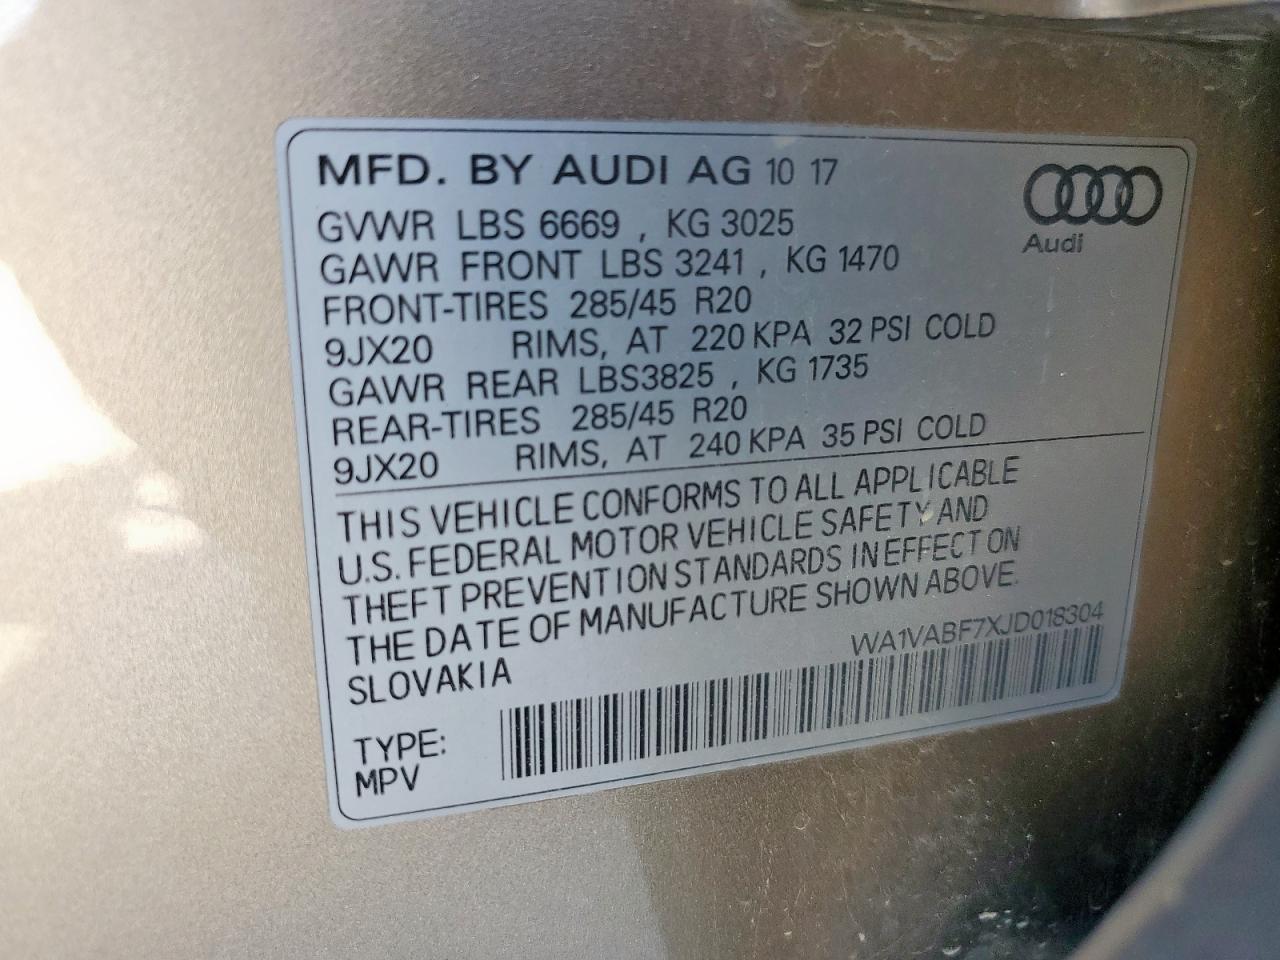 MFD. BY AUDI AG 10 17
Audi
GVWR LBS 6669 , KG 3025
GAWR FRONT LBS 3241 , KG 1470
FRONT-TIRES 285/45 R20
9JX20 RIMS, AT 220 KPA 32 PSI COLD
GAWR REAR LBS3825 , KG 1735
REAR-TIRES 285/45 R20
9JX20 RIMS, AT 240 KPA 35 PSI COLD
THIS VEHICLE CONFORMS TO ALL APPLICABLE
U.S. FEDERAL MOTOR VEHICLE SAFETY AND
THEFT PREVENTION STANDARDS IN EFFECT ON
THE DATE OF MANUFACTURE SHOWN ABOVE.
SLOVAKIA
WA1VABF7XJD018304
TYPE:
MPV